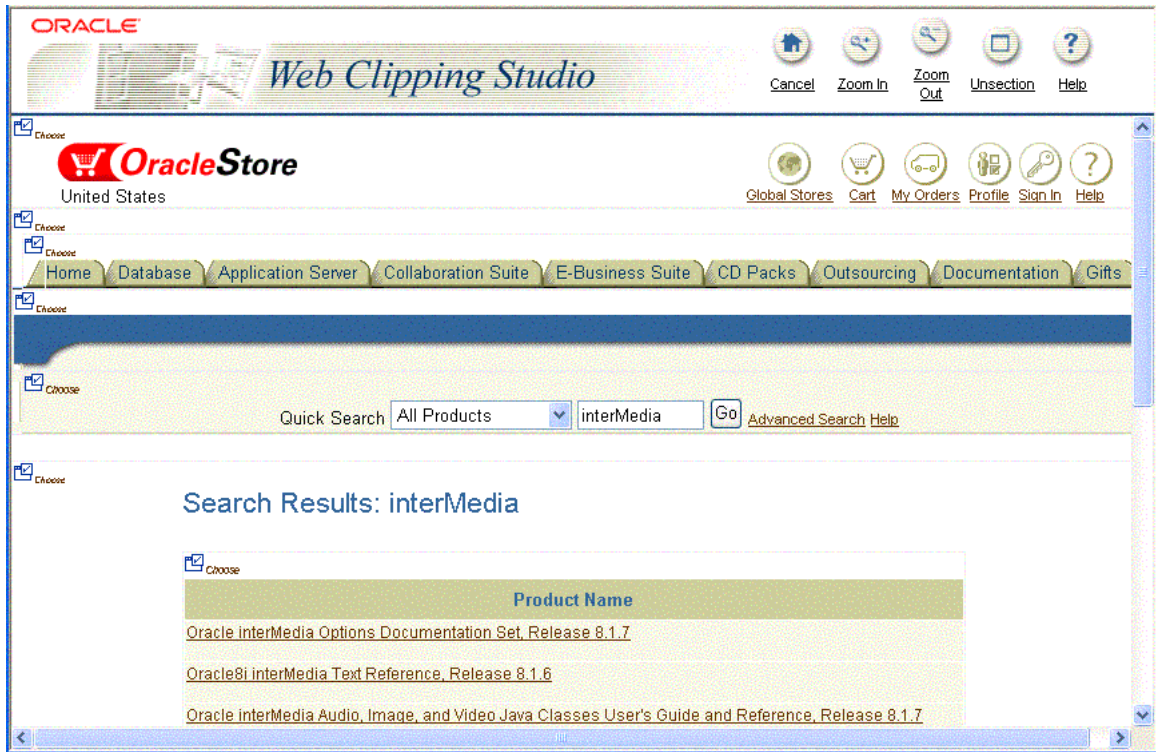 ORACLE
Web Clipping Studio
Cancel Zoom In Zoom Out Unsection Help
Choose
OracleStore
United States
Global Stores Cart My Orders Profile Sign In Help
Choose
Choose
Home Database Application Server Collaboration Suite E-Business Suite CD Packs Outsourcing Documentation Gifts
Choose
Choose
Quick Search All Products interMedia Go Advanced Search Help
Choose
Search Results: interMedia
Choose
Product Name
Oracle interMedia Options Documentation Set, Release 8.1.7
Oracle8i interMedia Text Reference, Release 8.1.6
Oracle interMedia Audio, Image, and Video Java Classes User's Guide and Reference, Release 8.1.7